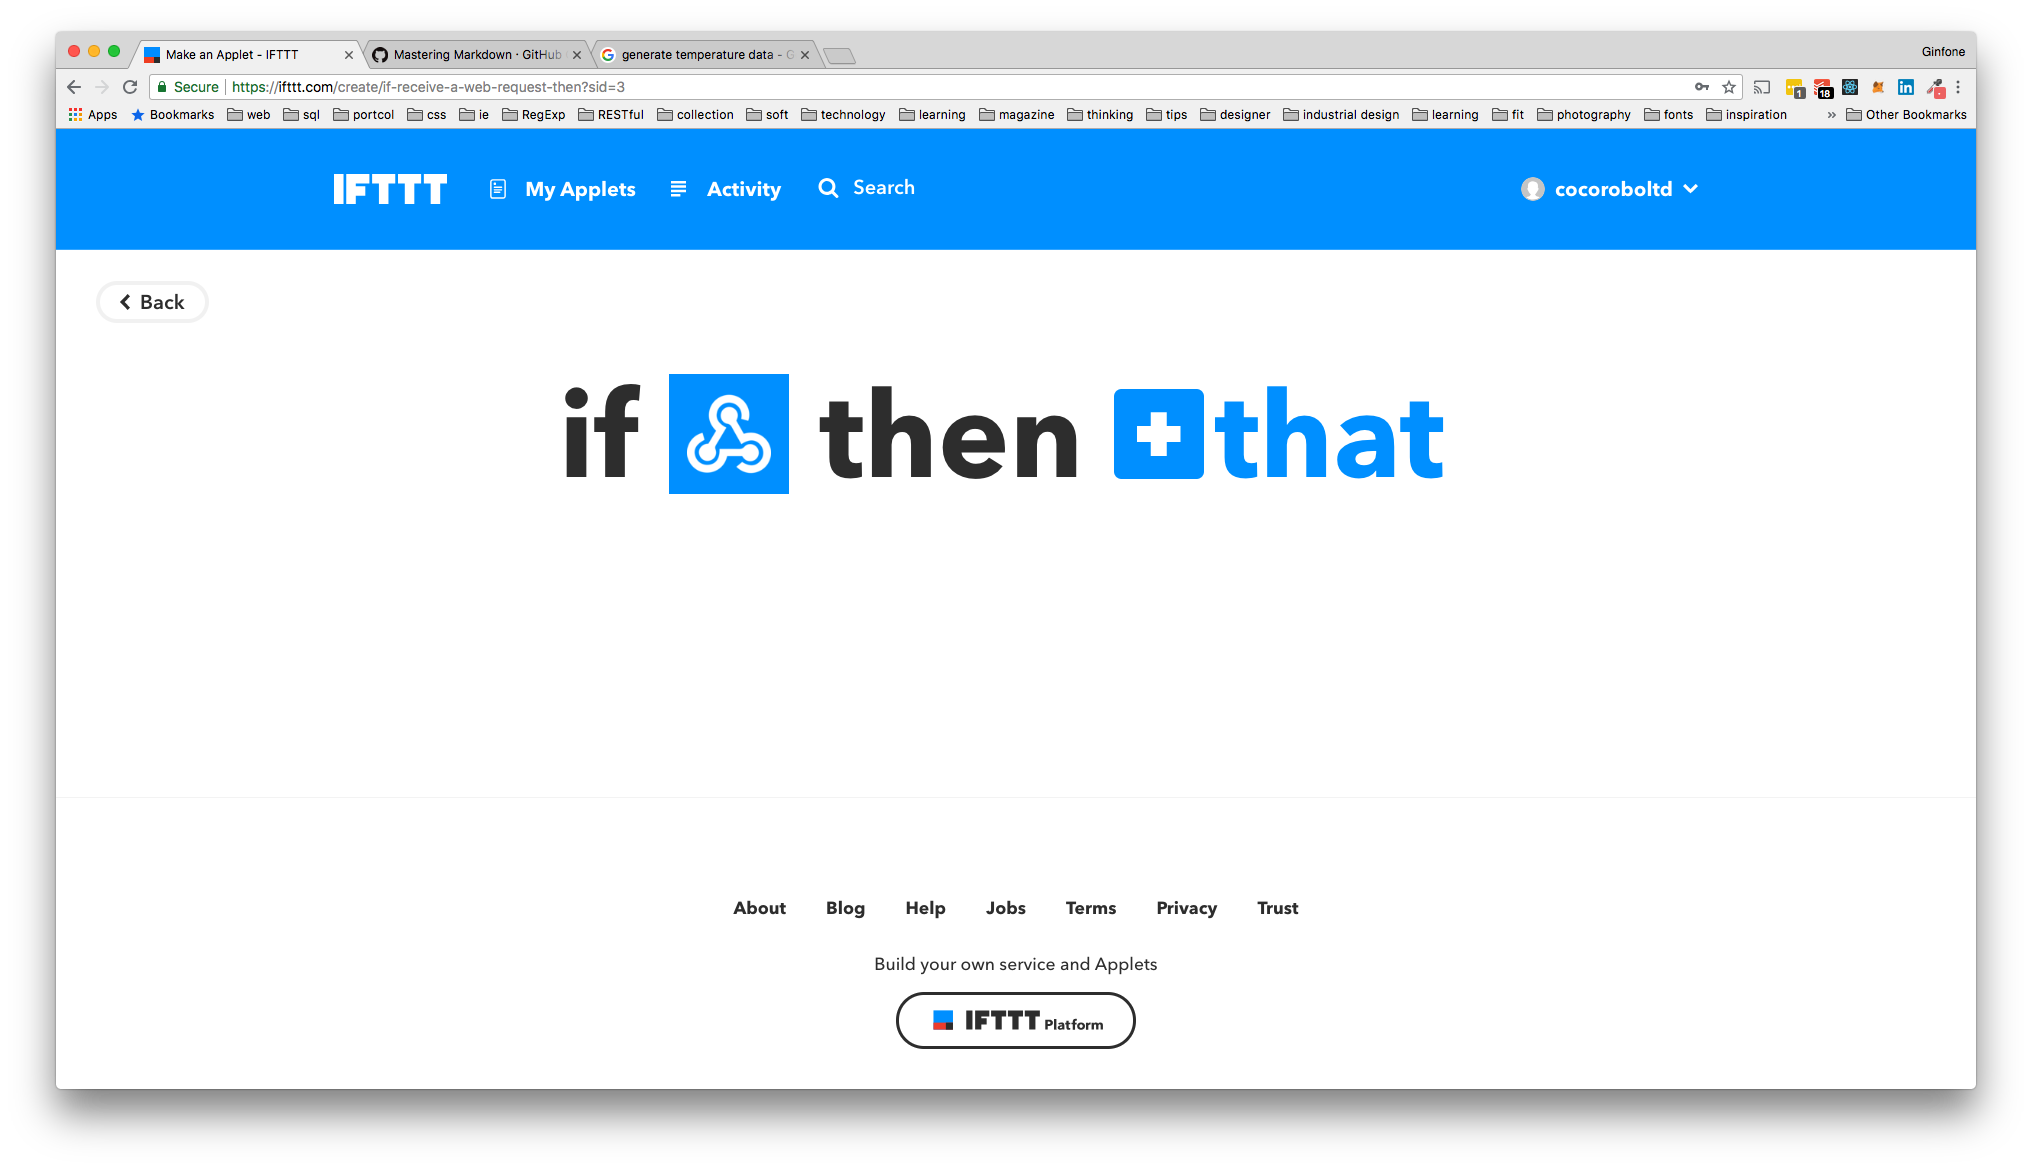 Make an Applet - IFTTT Mastering Markdown · GitHub generate temperature data - G Ginfone
Secure https://ifttt.com/create/if-receive-a-web-request-then?sid=3 1 18
Apps Bookmarks web sql portcol css ie RegExp RESTful collection soft technology learning magazine thinking tips designer industrial design learning fit photography fonts inspiration » Other Bookmarks
IFTTT My Applets Activity Search cocoroboltd
Back
if then that
About Blog Help Jobs Terms Privacy Trust
Build your own service and Applets
IFTTT Platform